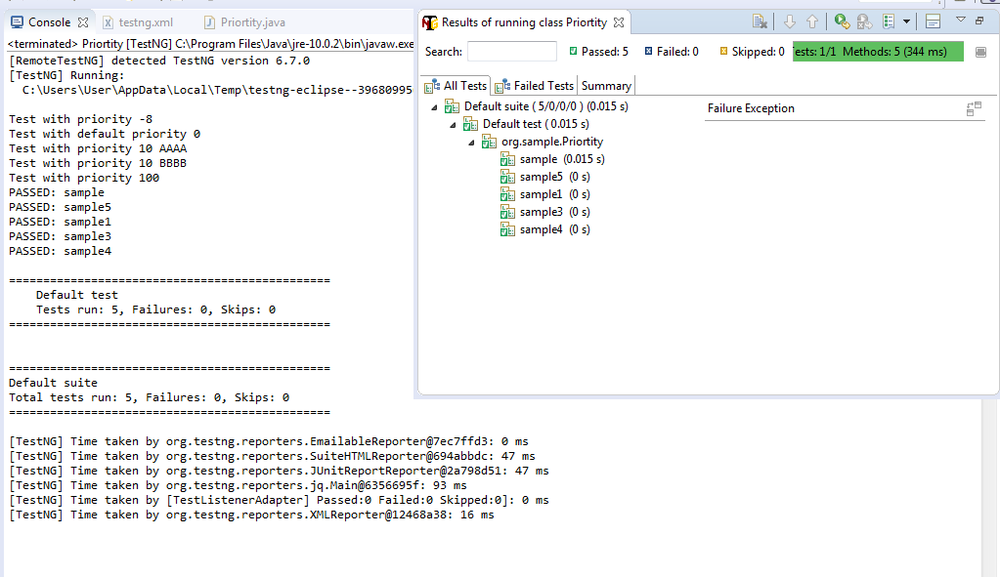 Console
testng.xml
Priortity.java
<terminated> Priortity [TestNG] C:\Program Files\Java\jre-10.0.2\bin\javaw.exe
[RemoteTestNG] detected TestNG version 6.7.0
[TestNG] Running:
C:\Users\User\AppData\Local\Temp\testng-eclipse--39680995
Test with priority -8
Test with default priority 0
Test with priority 10 AAAA
Test with priority 10 BBBB
Test with priority 100
PASSED: sample
PASSED: sample5
PASSED: sample1
PASSED: sample3
PASSED: sample4
===============================================
Default test
Tests run: 5, Failures: 0, Skips: 0
===============================================
===============================================
Default suite
Total tests run: 5, Failures: 0, Skips: 0
===============================================
[TestNG] Time taken by org.testng.reporters.EmailableReporter@7ec7ffd3: 0 ms
[TestNG] Time taken by org.testng.reporters.SuiteHTMLReporter@694abbdc: 47 ms
[TestNG] Time taken by org.testng.reporters.JUnitReportReporter@2a798d51: 47 ms
[TestNG] Time taken by org.testng.reporters.jq.Main@6356695f: 93 ms
[TestNG] Time taken by [TestListenerAdapter] Passed:0 Failed:0 Skipped:0]: 0 ms
[TestNG] Time taken by org.testng.reporters.XMLReporter@12468a38: 16 ms
Results of running class Priortity
Search:
Passed: 5
Failed: 0
Skipped: 0
ests: 1/1 Methods: 5 (344 ms)
All Tests
Failed Tests
Summary
Default suite ( 5/0/0/0 ) (0.015 s)
Default test ( 0.015 s)
org.sample.Priortity
sample (0.015 s)
sample5 (0 s)
sample1 (0 s)
sample3 (0 s)
sample4 (0 s)
Failure Exception